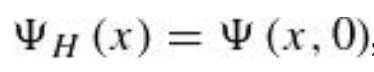 Ψ_H (x) = Ψ (x, 0),